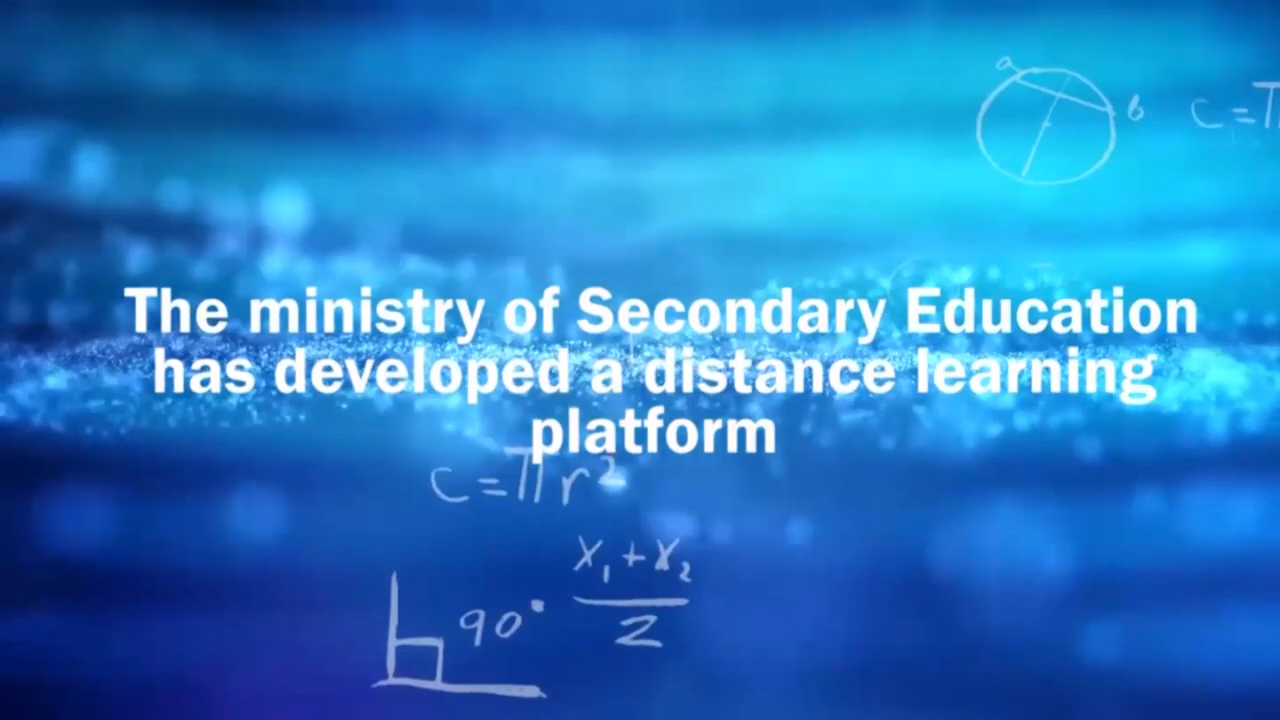 a
b
C=π
The ministry of Secondary Education
has developed a distance learning
platform
C=πr²
90°
X₁+X₂
2